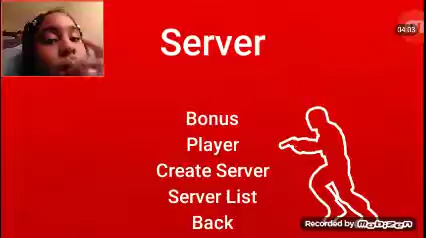 04:03
Server
Bonus
Player
Create Server
Server List
Back
Recorded by Mobizen